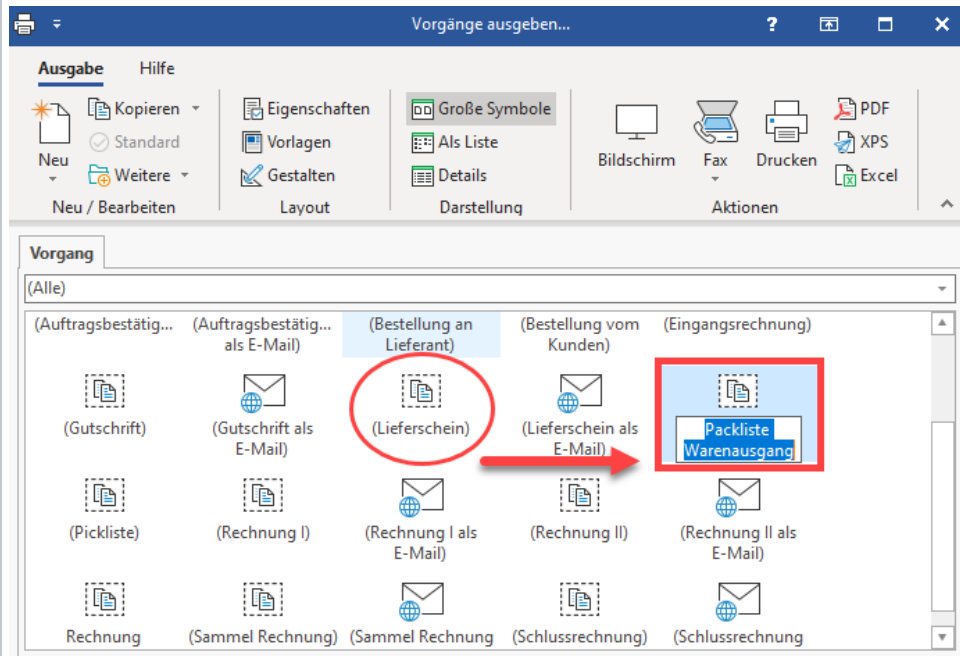 Vorgänge ausgeben...
?
Ausgabe Hilfe
Neu
Kopieren
Standard
Weitere
Neu / Bearbeiten
Eigenschaften
Vorlagen
Gestalten
Layout
Große Symbole
Als Liste
Details
Darstellung
Bildschirm
Fax
Drucken
PDF
XPS
Excel
Aktionen
Vorgang
(Alle)
(Auftragsbestätig...
(Auftragsbestätig...
als E-Mail)
(Bestellung an
Lieferant)
(Bestellung vom
Kunden)
(Eingangsrechnung)
(Gutschrift)
(Gutschrift als
E-Mail)
(Lieferschein)
(Lieferschein als
E-Mail)
Packliste
Warenausgang
(Pickliste)
(Rechnung I)
(Rechnung I als
E-Mail)
(Rechnung II)
(Rechnung II als
E-Mail)
Rechnung
(Sammel Rechnung)
(Sammel Rechnung
(Schlussrechnung)
(Schlussrechnung